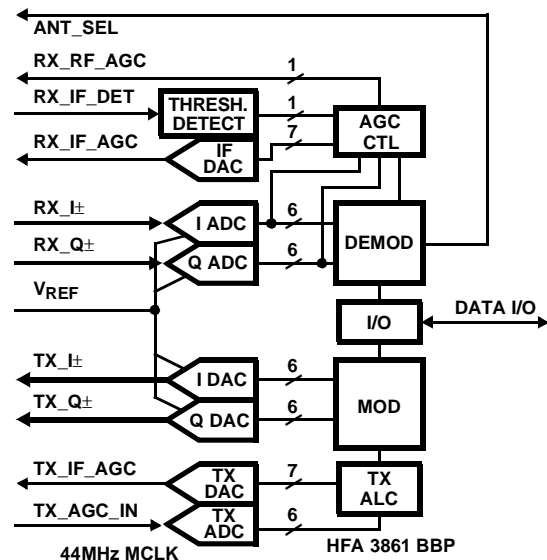 ANT_SEL
RX_RF_AGC
1
RX_IF_DET
THRESH.
DETECT
1
AGC
CTL
RX_IF_AGC
IF
DAC
7
RX_I±
I ADC
6
DEMOD
RX_Q±
Q ADC
6
VREF
I/O
DATA I/O
TX_I±
I DAC
6
MOD
TX_Q±
Q DAC
6
TX_IF_AGC
TX
DAC
7
TX
ALC
TX_AGC_IN
TX
ADC
6
44MHz MCLK
HFA 3861 BBP